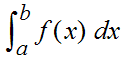 ∫_a^b f(x) dx